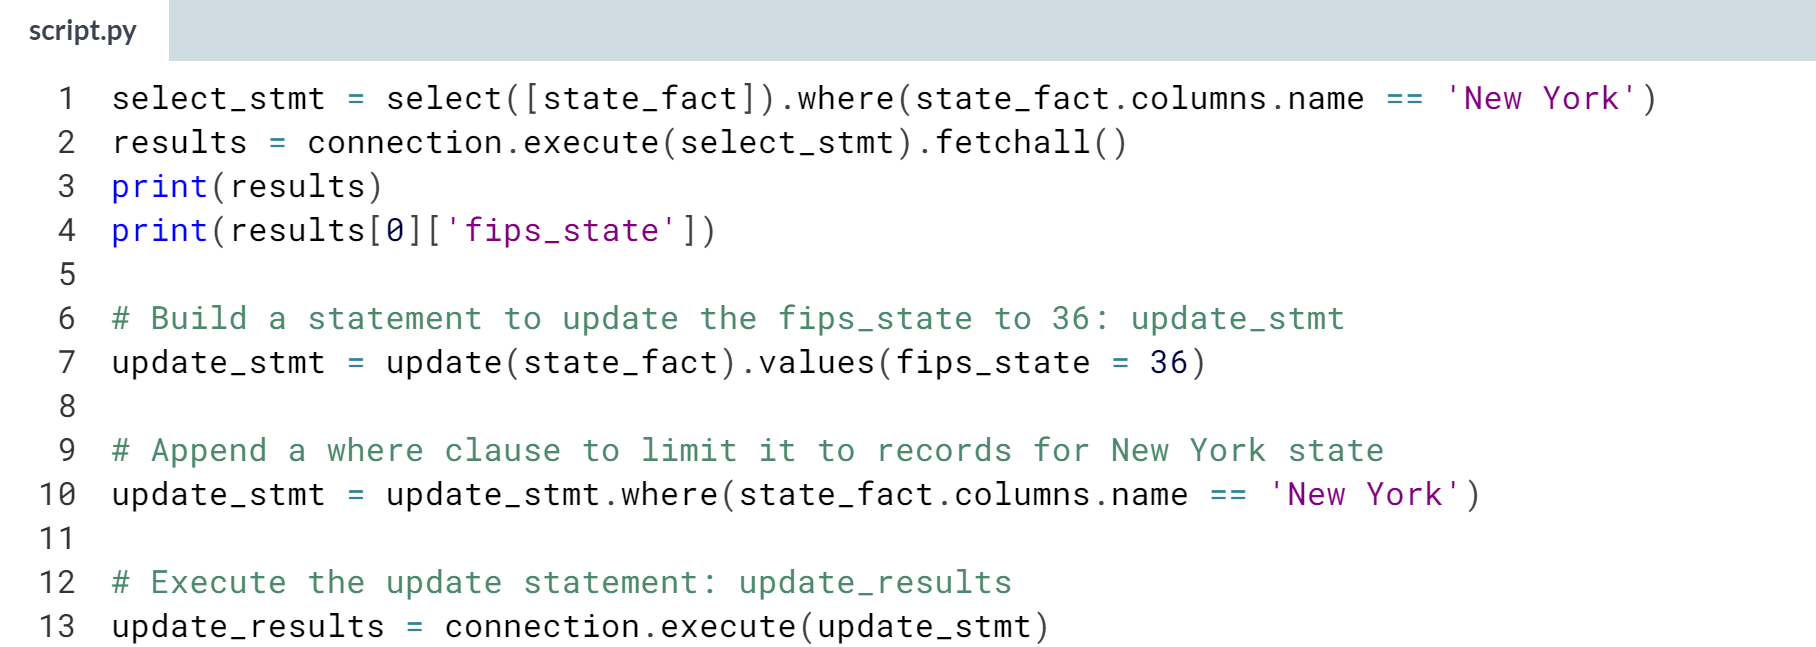 script.py
1 select_stmt = select([state_fact]).where(state_fact.columns.name == 'New York')
2 results = connection.execute(select_stmt).fetchall()
3 print(results)
4 print(results[0]['fips_state'])
5
6 # Build a statement to update the fips_state to 36: update_stmt
7 update_stmt = update(state_fact).values(fips_state = 36)
8
9 # Append a where clause to limit it to records for New York state
10 update_stmt = update_stmt.where(state_fact.columns.name == 'New York')
11
12 # Execute the update statement: update_results
13 update_results = connection.execute(update_stmt)